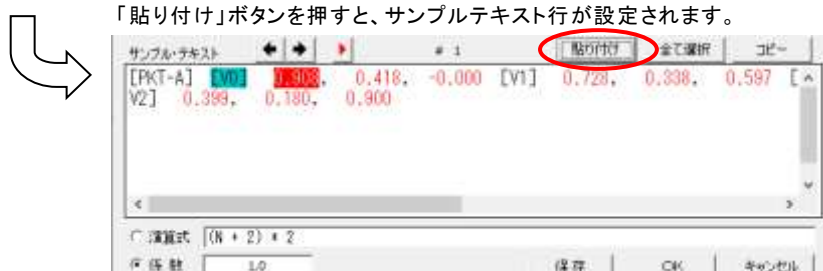 「貼り付け」ボタンを押すと、サンプルテキスト行が設定されます。
サンプル・テキスト # 1 貼り付け 全て選択 コピー
[PKT-A] [V0] 0.908, 0.418, -0.000 [V1] 0.728, 0.338, 0.597 [
V2] 0.399, 0.180, 0.900
演算式 (N + 2) * 2
係数 1.0 保存 OK キャンセル